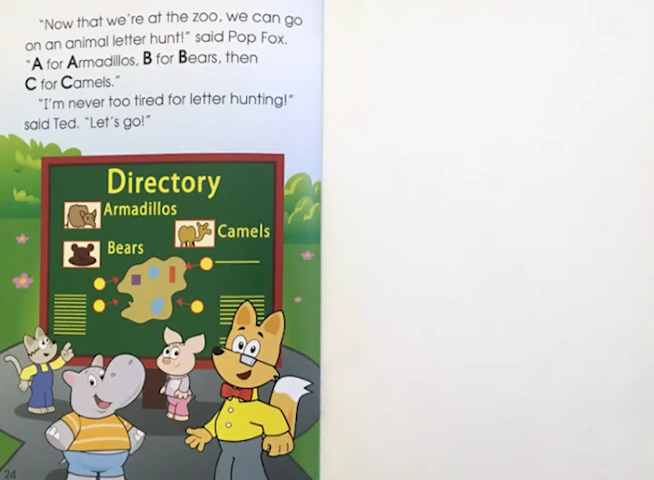 "Now that we're at the zoo, we can go
on an animal letter hunt!" said Pop Fox.
"A for Armadillos, B for Bears, then
C for Camels."
"I'm never too tired for letter hunting!"
said Ted. "Let's go!"
Directory
Armadillos
Camels
Bears
24